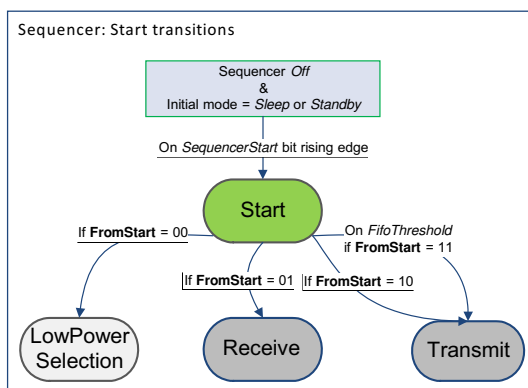 Sequencer: Start transitions
Sequencer Off
&
Initial mode = Sleep or Standby
On SequencerStart bit rising edge
Start
If FromStart = 00
On FifoThreshold
if FromStart = 11
If FromStart = 01
If FromStart = 10
LowPower
Selection
Receive
Transmit